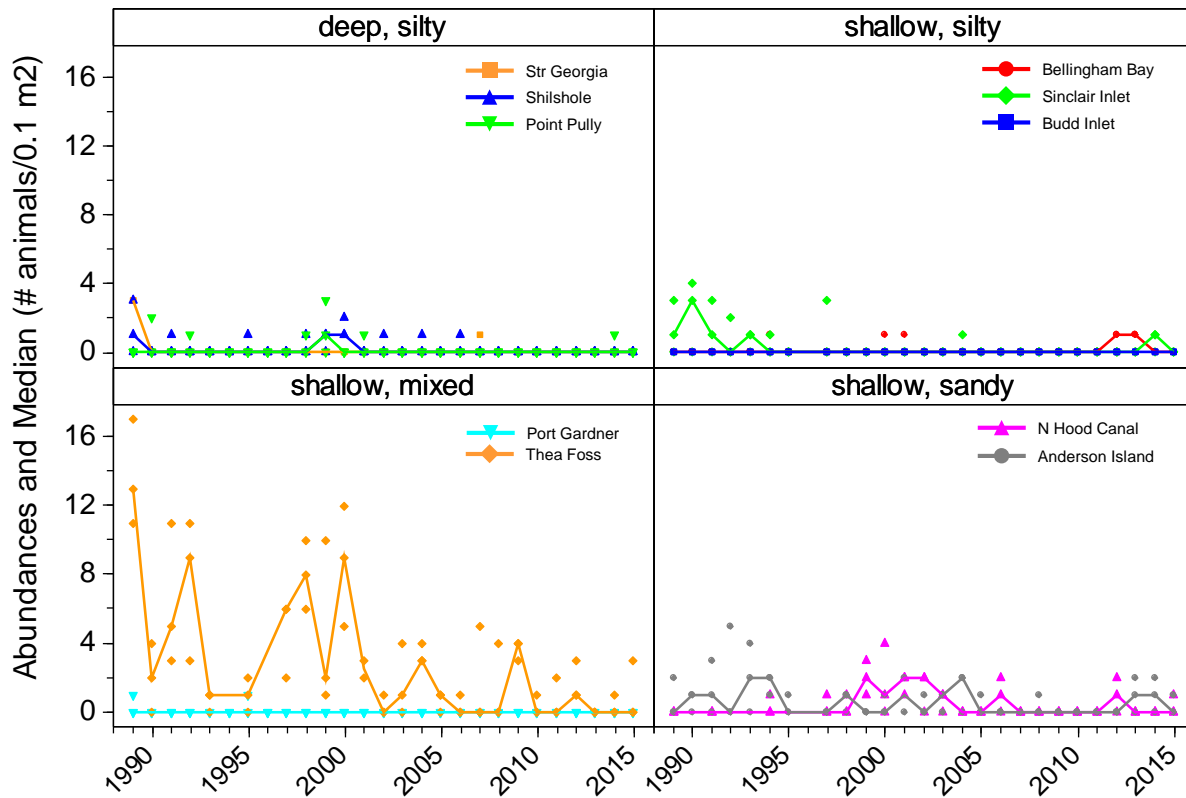 Abundances and Median (# animals/0.1 m2)
deep, silty
16
12
8
4
0
Str Georgia
Shilshole
Point Pully
shallow, silty
Bellingham Bay
Sinclair Inlet
Budd Inlet
shallow, mixed
16
12
8
4
0
Port Gardner
Thea Foss
1990
1995
2000
2005
2010
2015
shallow, sandy
N Hood Canal
Anderson Island
1990
1995
2000
2005
2010
2015